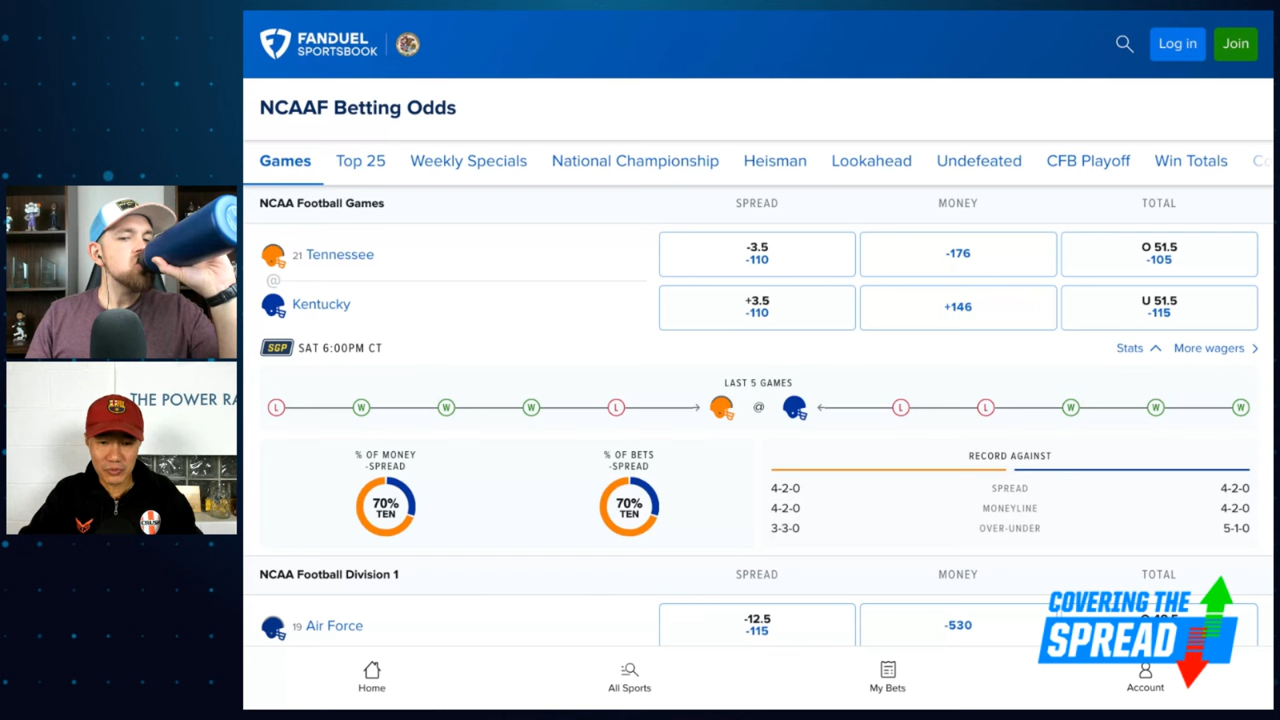 FANDUEL
SPORTSBOOK
Log in
Join
NCAAF Betting Odds
Games Top 25 Weekly Specials National Championship Heisman Lookahead Undefeated CFB Playoff Win Totals
NCAA Football Games SPREAD MONEY TOTAL
21 Tennessee -3.5 -110 -176 O 51.5 -105
@
Kentucky +3.5 -110 +146 U 51.5 -115
SGP SAT 6:00PM CT Stats More wagers
LAST 5 GAMES
L W W W L @ L L W W W
% OF MONEY
-SPREAD
70%
TEN
% OF BETS
-SPREAD
70%
TEN
RECORD AGAINST
4-2-0 SPREAD 4-2-0
4-2-0 MONEYLINE 4-2-0
3-3-0 OVER-UNDER 5-1-0
NCAA Football Division 1 SPREAD MONEY TOTAL
19 Air Force -12.5 -115 -530
Home All Sports My Bets Account
COVERING THE
SPREAD
THE POWER RA